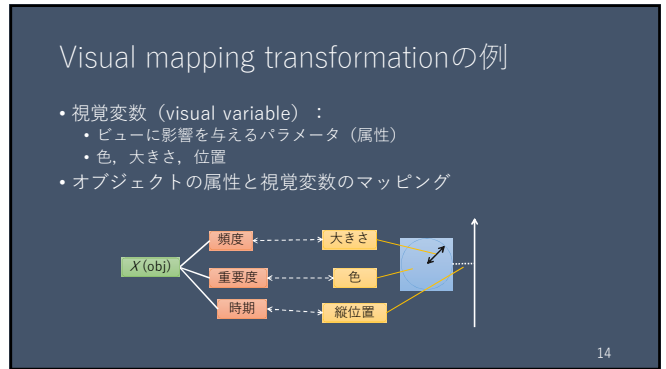 Visual mapping transformationの例
• 視覚変数（visual variable）：
• ビューに影響を与えるパラメータ（属性）
• 色，大きさ，位置
• オブジェクトの属性と視覚変数のマッピング
頻度
大きさ
X(obj)
重要度
色
時期
縦位置
14